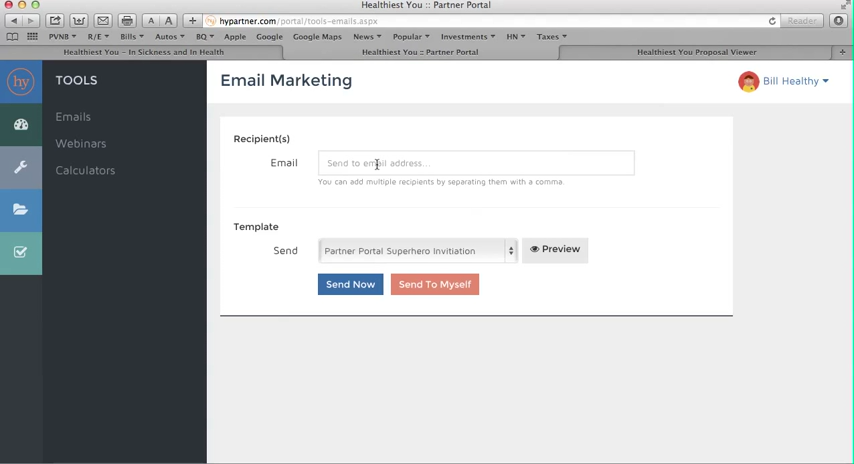 Healthiest You :: Partner Portal
A A + hypartner.com/portal/tools-emails.aspx Reader
PVNB R/E Bills Autos BQ Apple Google Google Maps News Popular Investments HN Taxes
Healthiest You - In Sickness and In Health Healthiest You :: Partner Portal Healthiest You Proposal Viewer +
hy TOOLS Email Marketing Bill Healthy
Emails
Webinars
Calculators
Recipient(s)
Email Send to email address...
You can add multiple recipients by separating them with a comma.
Template
Send Partner Portal Superhero Invitiation Preview
Send Now Send To Myself